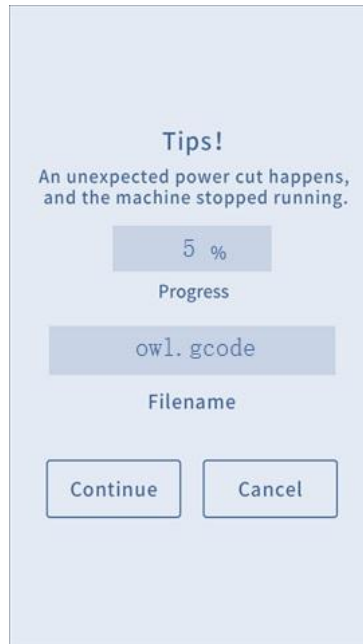 Tips!
An unexpected power cut happens,
and the machine stopped running.
5 %
Progress
owl.gcode
Filename
Continue Cancel